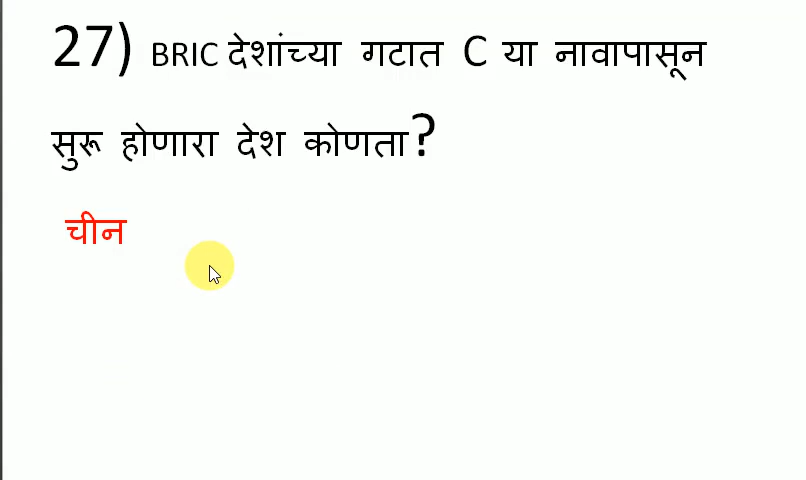 27) BRIC देशांच्या गटात C या नावापासून
सुरू होणारा देश कोणता?
चीन